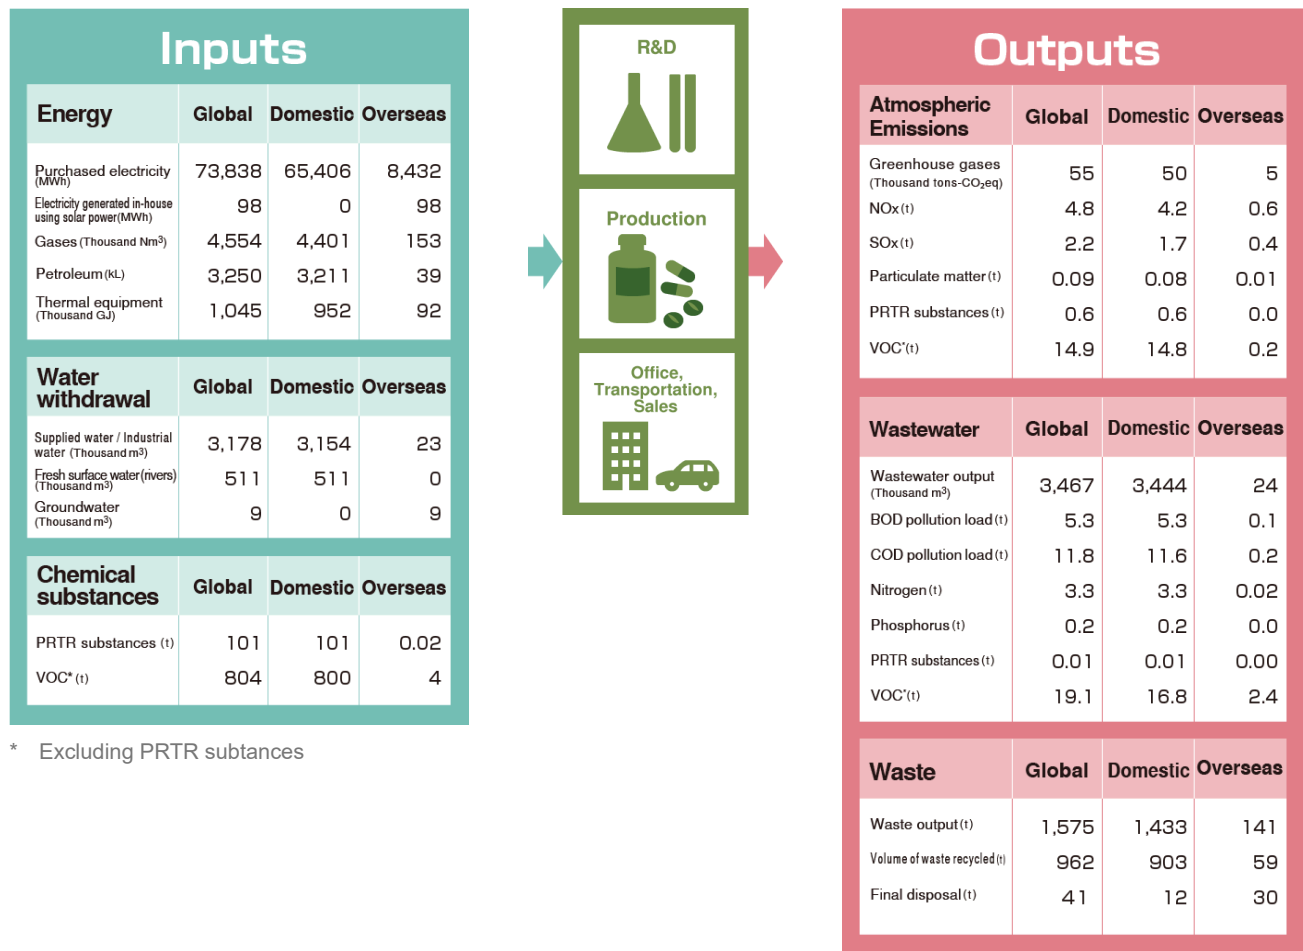 Inputs
Energy Global Domestic Overseas
Purchased electricity (MWh) 73,838 65,406 8,432
Electricity generated in-house
using solar power(MWh) 98 0 98
Gases (Thousand Nm³) 4,554 4,401 153
Petroleum(kL) 3,250 3,211 39
Thermal equipment
(Thousand GJ) 1,045 952 92
Water
withdrawal Global Domestic Overseas
Supplied water / Industrial
water (Thousand m³) 3,178 3,154 23
Fresh surface water(rivers)
(Thousand m³) 511 511 0
Groundwater
(Thousand m³) 9 0 9
Chemical
substances Global Domestic Overseas
PRTR substances (t) 101 101 0.02
VOC* (t) 804 800 4
* Excluding PRTR subtances
R&D
Production
Office,
Transportation,
Sales
Outputs
Atmospheric
Emissions Global Domestic Overseas
Greenhouse gases
(Thousand tons-CO₂eq) 55 50 5
NOx(t) 4.8 4.2 0.6
SOx(t) 2.2 1.7 0.4
Particulate matter(t) 0.09 0.08 0.01
PRTR substances(t) 0.6 0.6 0.0
VOC*(t) 14.9 14.8 0.2
Wastewater Global Domestic Overseas
Wastewater output
(Thousand m³) 3,467 3,444 24
BOD pollution load(t) 5.3 5.3 0.1
COD pollution load(t) 11.8 11.6 0.2
Nitrogen(t) 3.3 3.3 0.02
Phosphorus(t) 0.2 0.2 0.0
PRTR substances(t) 0.01 0.01 0.00
VOC*(t) 19.1 16.8 2.4
Waste Global Domestic Overseas
Waste output(t) 1,575 1,433 141
Volume of waste recycled(t) 962 903 59
Final disposal(t) 41 12 30